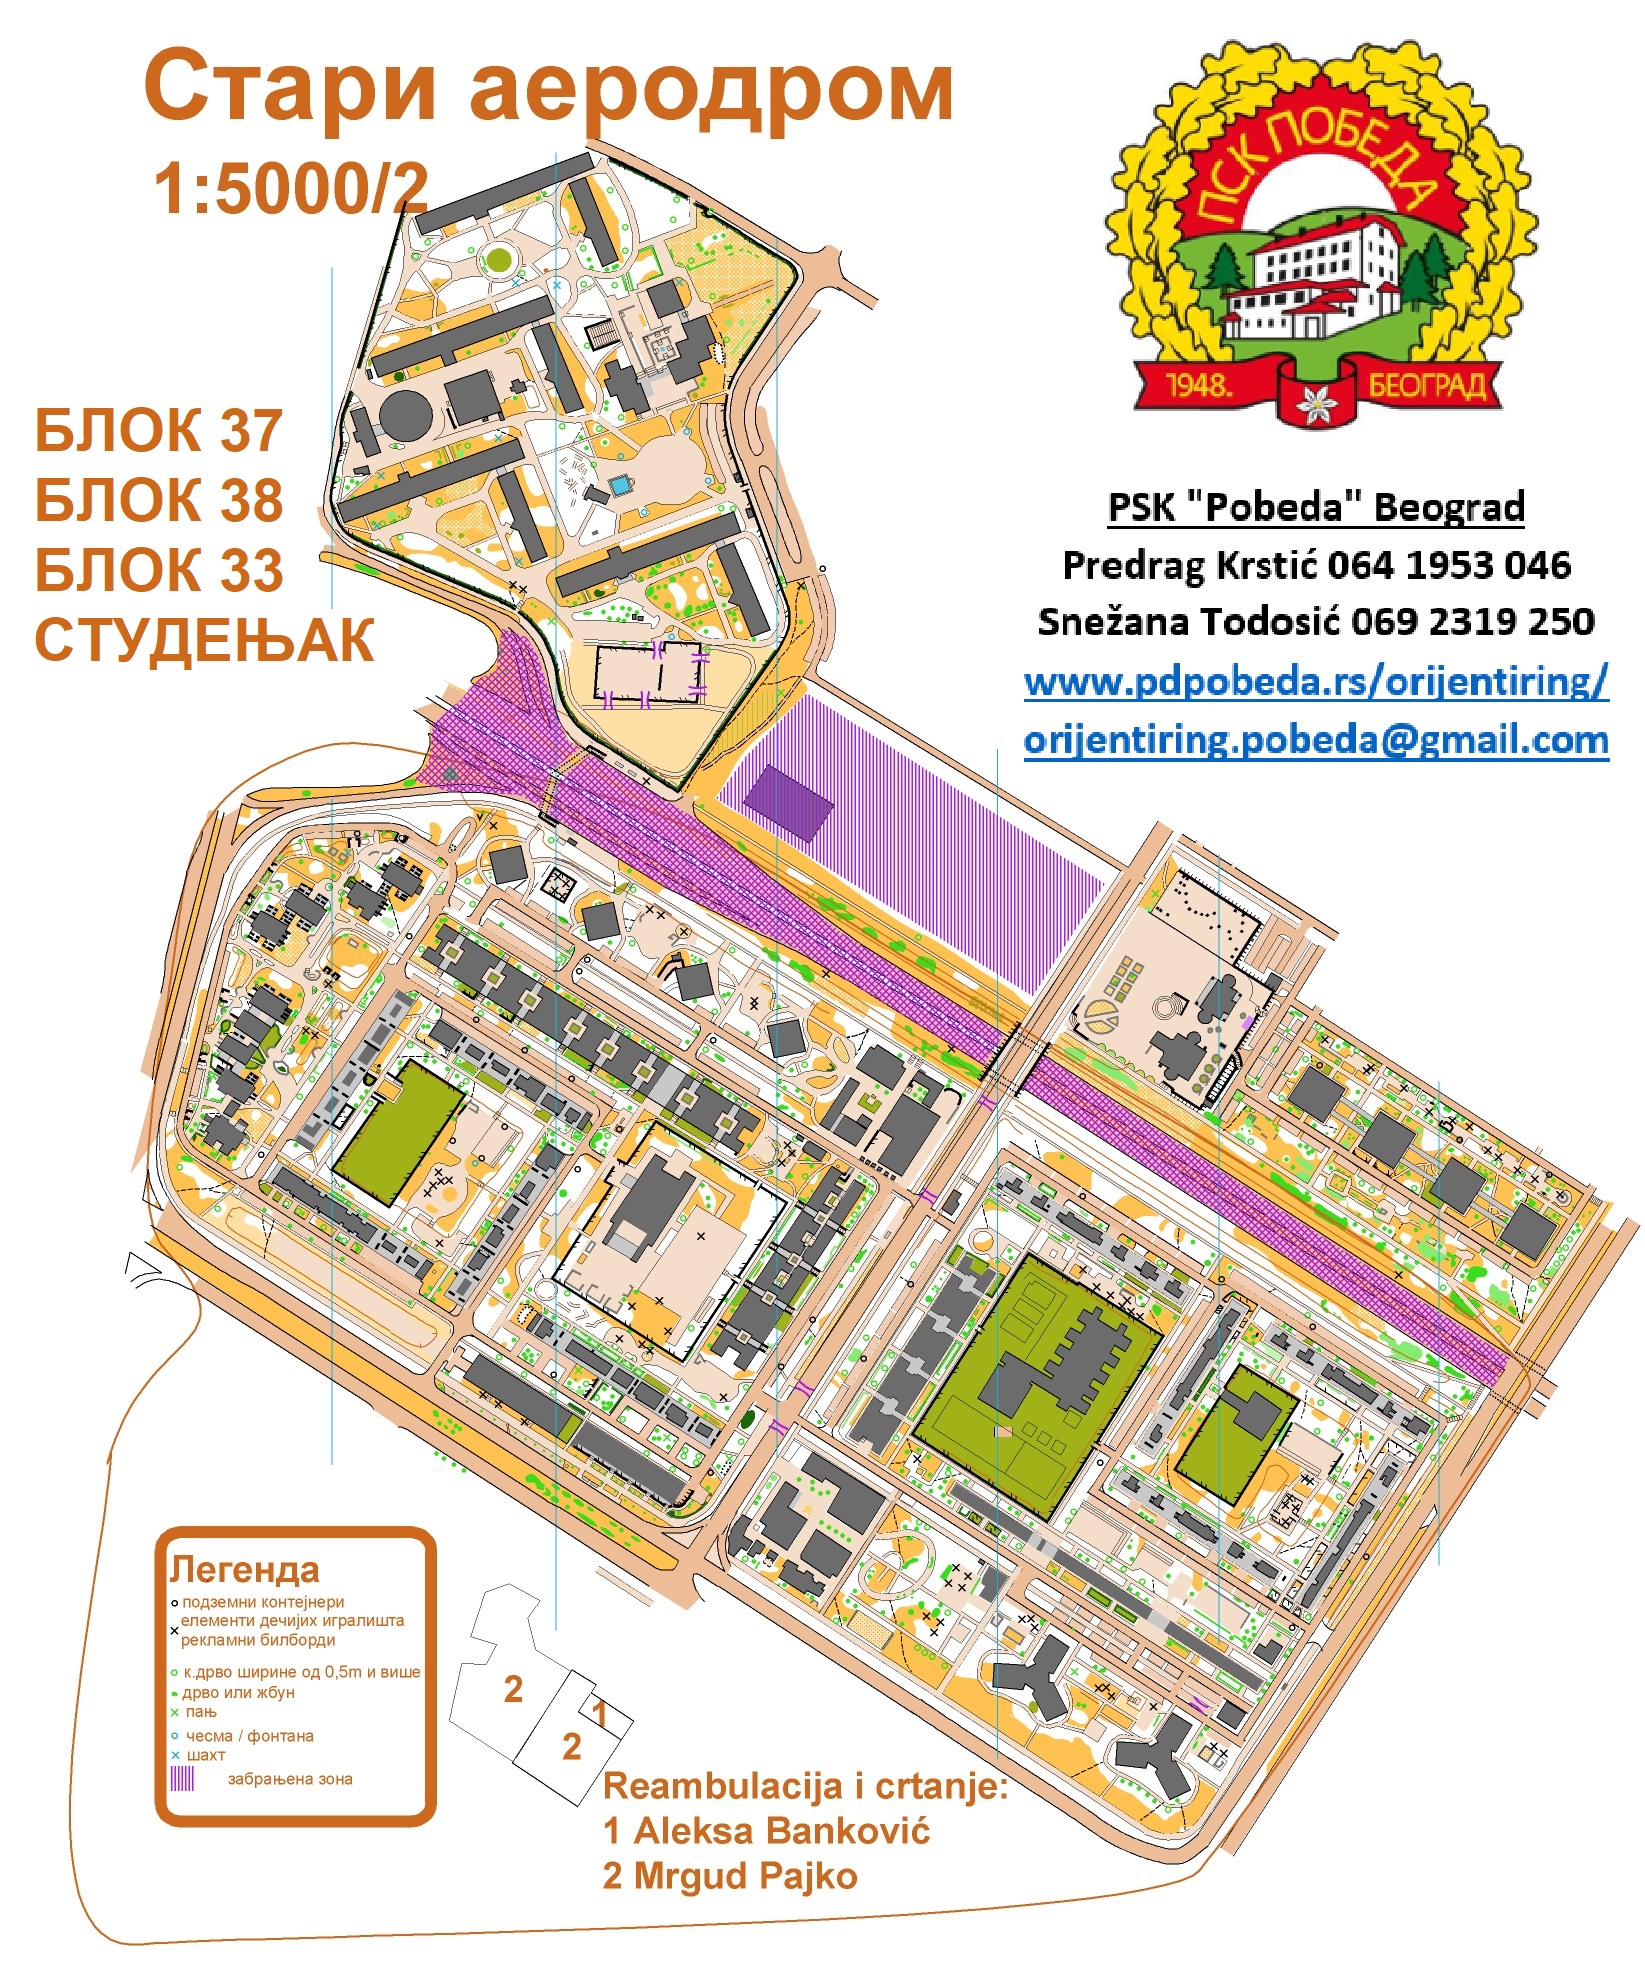 Стари аеродром
1:5000/2
ПСК ПОБЕДА
1948.
БЕОГРАД
БЛОК 37
БЛОК 38
БЛОК 33
СТУДЕЊАК
PSK "Pobeda" Beograd
Predrag Krstić 064 1953 046
Snežana Todosić 069 2319 250
www.pdpobeda.rs/orijentiring/
orijentiring.pobeda@gmail.com
Легенда
подземни контејнери
елементи дечијих игралишта
рекламни билборди
к.дрво ширине од 0,5m и више
дрво или жбун
пањ
чесма / фонтана
шахт
забрањена зона
2
1
2
Reambulacija i crtanje:
1 Aleksa Banković
2 Mrgud Pajko